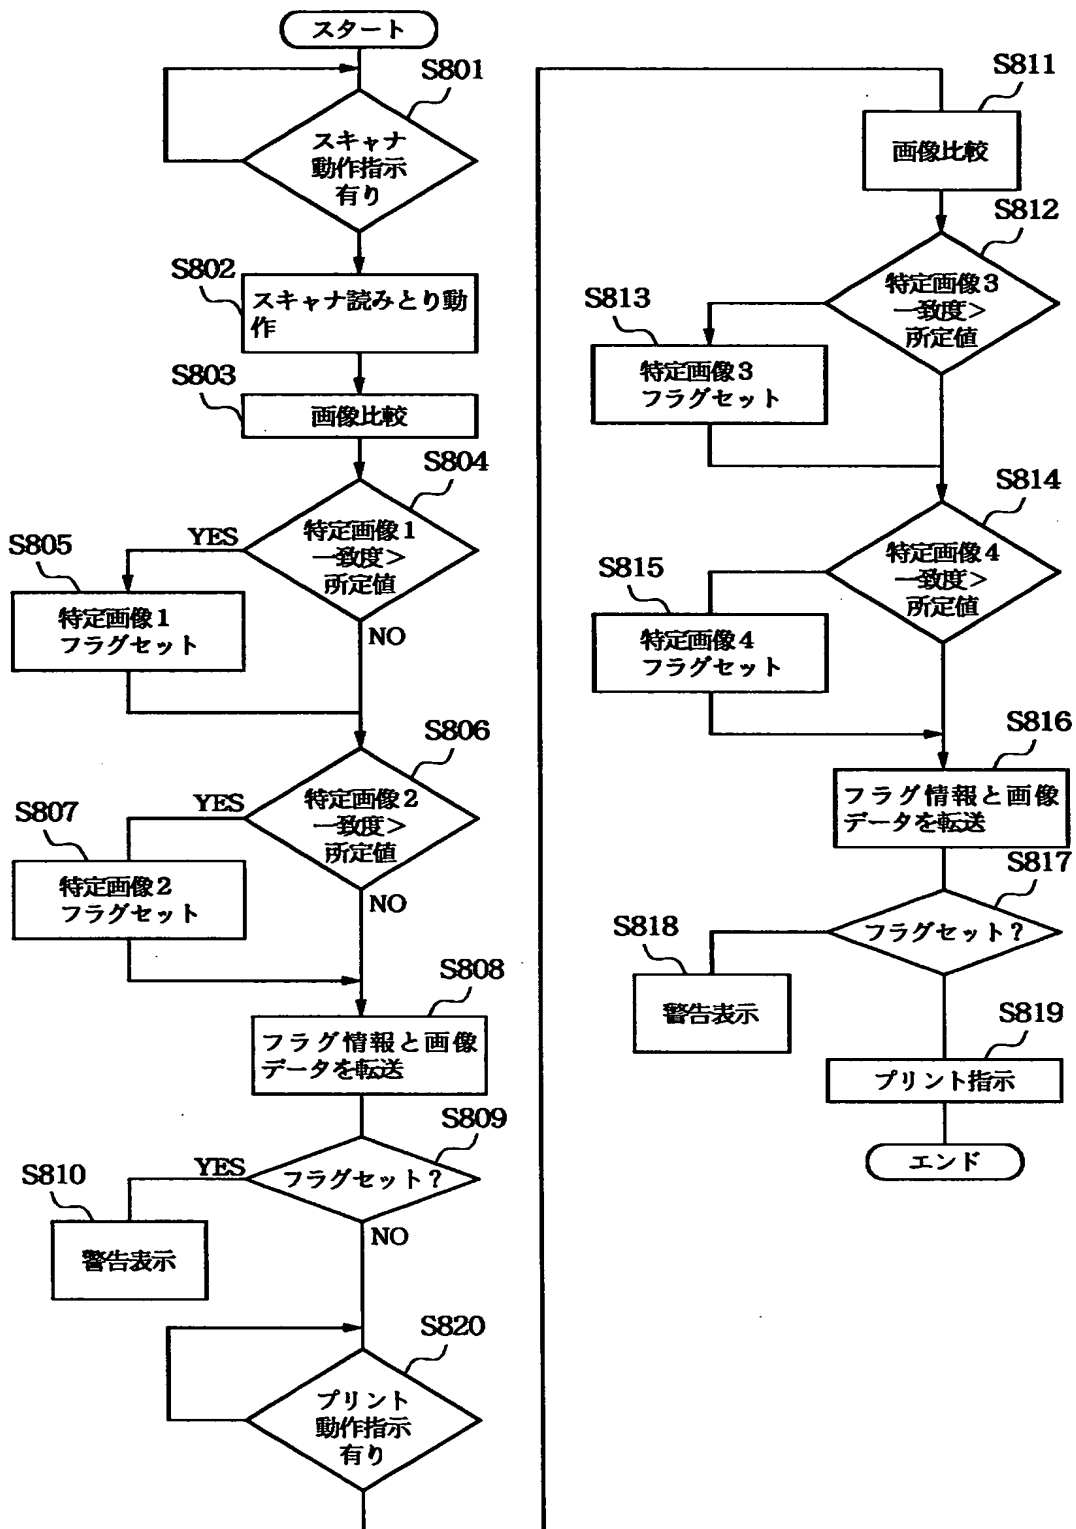 スタート
S801
スキャナ
動作指示
有り
S802
スキャナ読みとり動
作
S803
画像比較
S804
特定画像1
一致度>
所定値
YES
NO
S805
特定画像1
フラグセット
S806
特定画像2
一致度>
所定値
YES
NO
S807
特定画像2
フラグセット
S808
フラグ情報と画像
データを転送
S809
フラグセット?
YES
NO
S810
警告表示
S820
プリント
動作指示
有り
S811
画像比較
S812
特定画像3
一致度>
所定値
S813
特定画像3
フラグセット
S814
特定画像4
一致度>
所定値
S815
特定画像4
フラグセット
S816
フラグ情報と画像
データを転送
S817
フラグセット?
S818
警告表示
S819
プリント指示
エンド